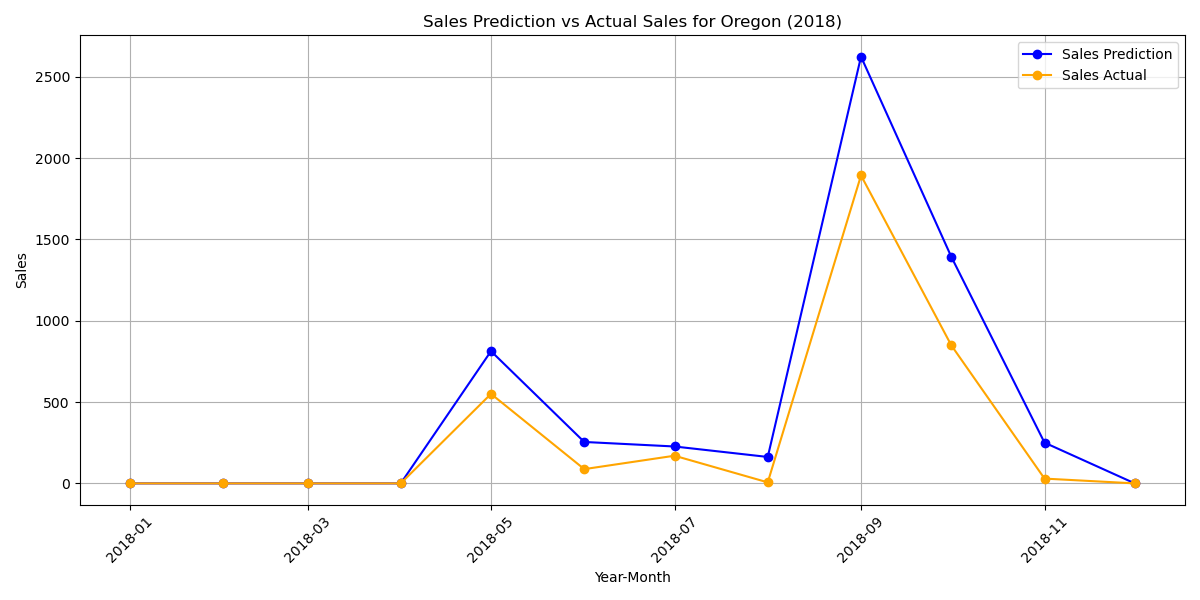 Sales Prediction vs Actual Sales for Oregon (2018)
Sales Prediction
Sales Actual
2500
2000
1500
1000
500
0
Sales
2018-01
2018-03
2018-05
2018-07
2018-09
2018-11
Year-Month